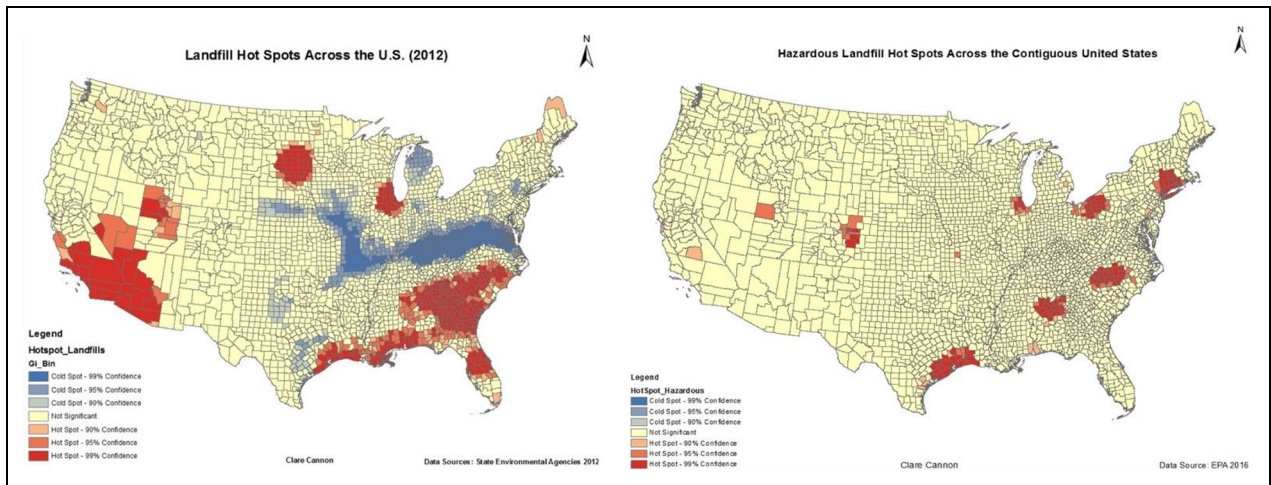 N
Landfill Hot Spots Across the U.S. (2012)
Legend
Hotspot_Landfills
Gi_Bin
Cold Spot - 99% Confidence
Cold Spot - 95% Confidence
Cold Spot - 90% Confidence
Not Significant
Hot Spot - 90% Confidence
Hot Spot - 95% Confidence
Hot Spot - 99% Confidence
Clare Cannon
Data Sources: State Environmental Agencies 2012
N
Hazardous Landfill Hot Spots Across the Contiguous United States
Legend
HotSpot_Hazardous
Cold Spot - 99% Confidence
Cold Spot - 95% Confidence
Cold Spot - 90% Confidence
Not Significant
Hot Spot - 90% Confidence
Hot Spot - 95% Confidence
Hot Spot - 99% Confidence
Clare Cannon
Data Source: EPA 2016